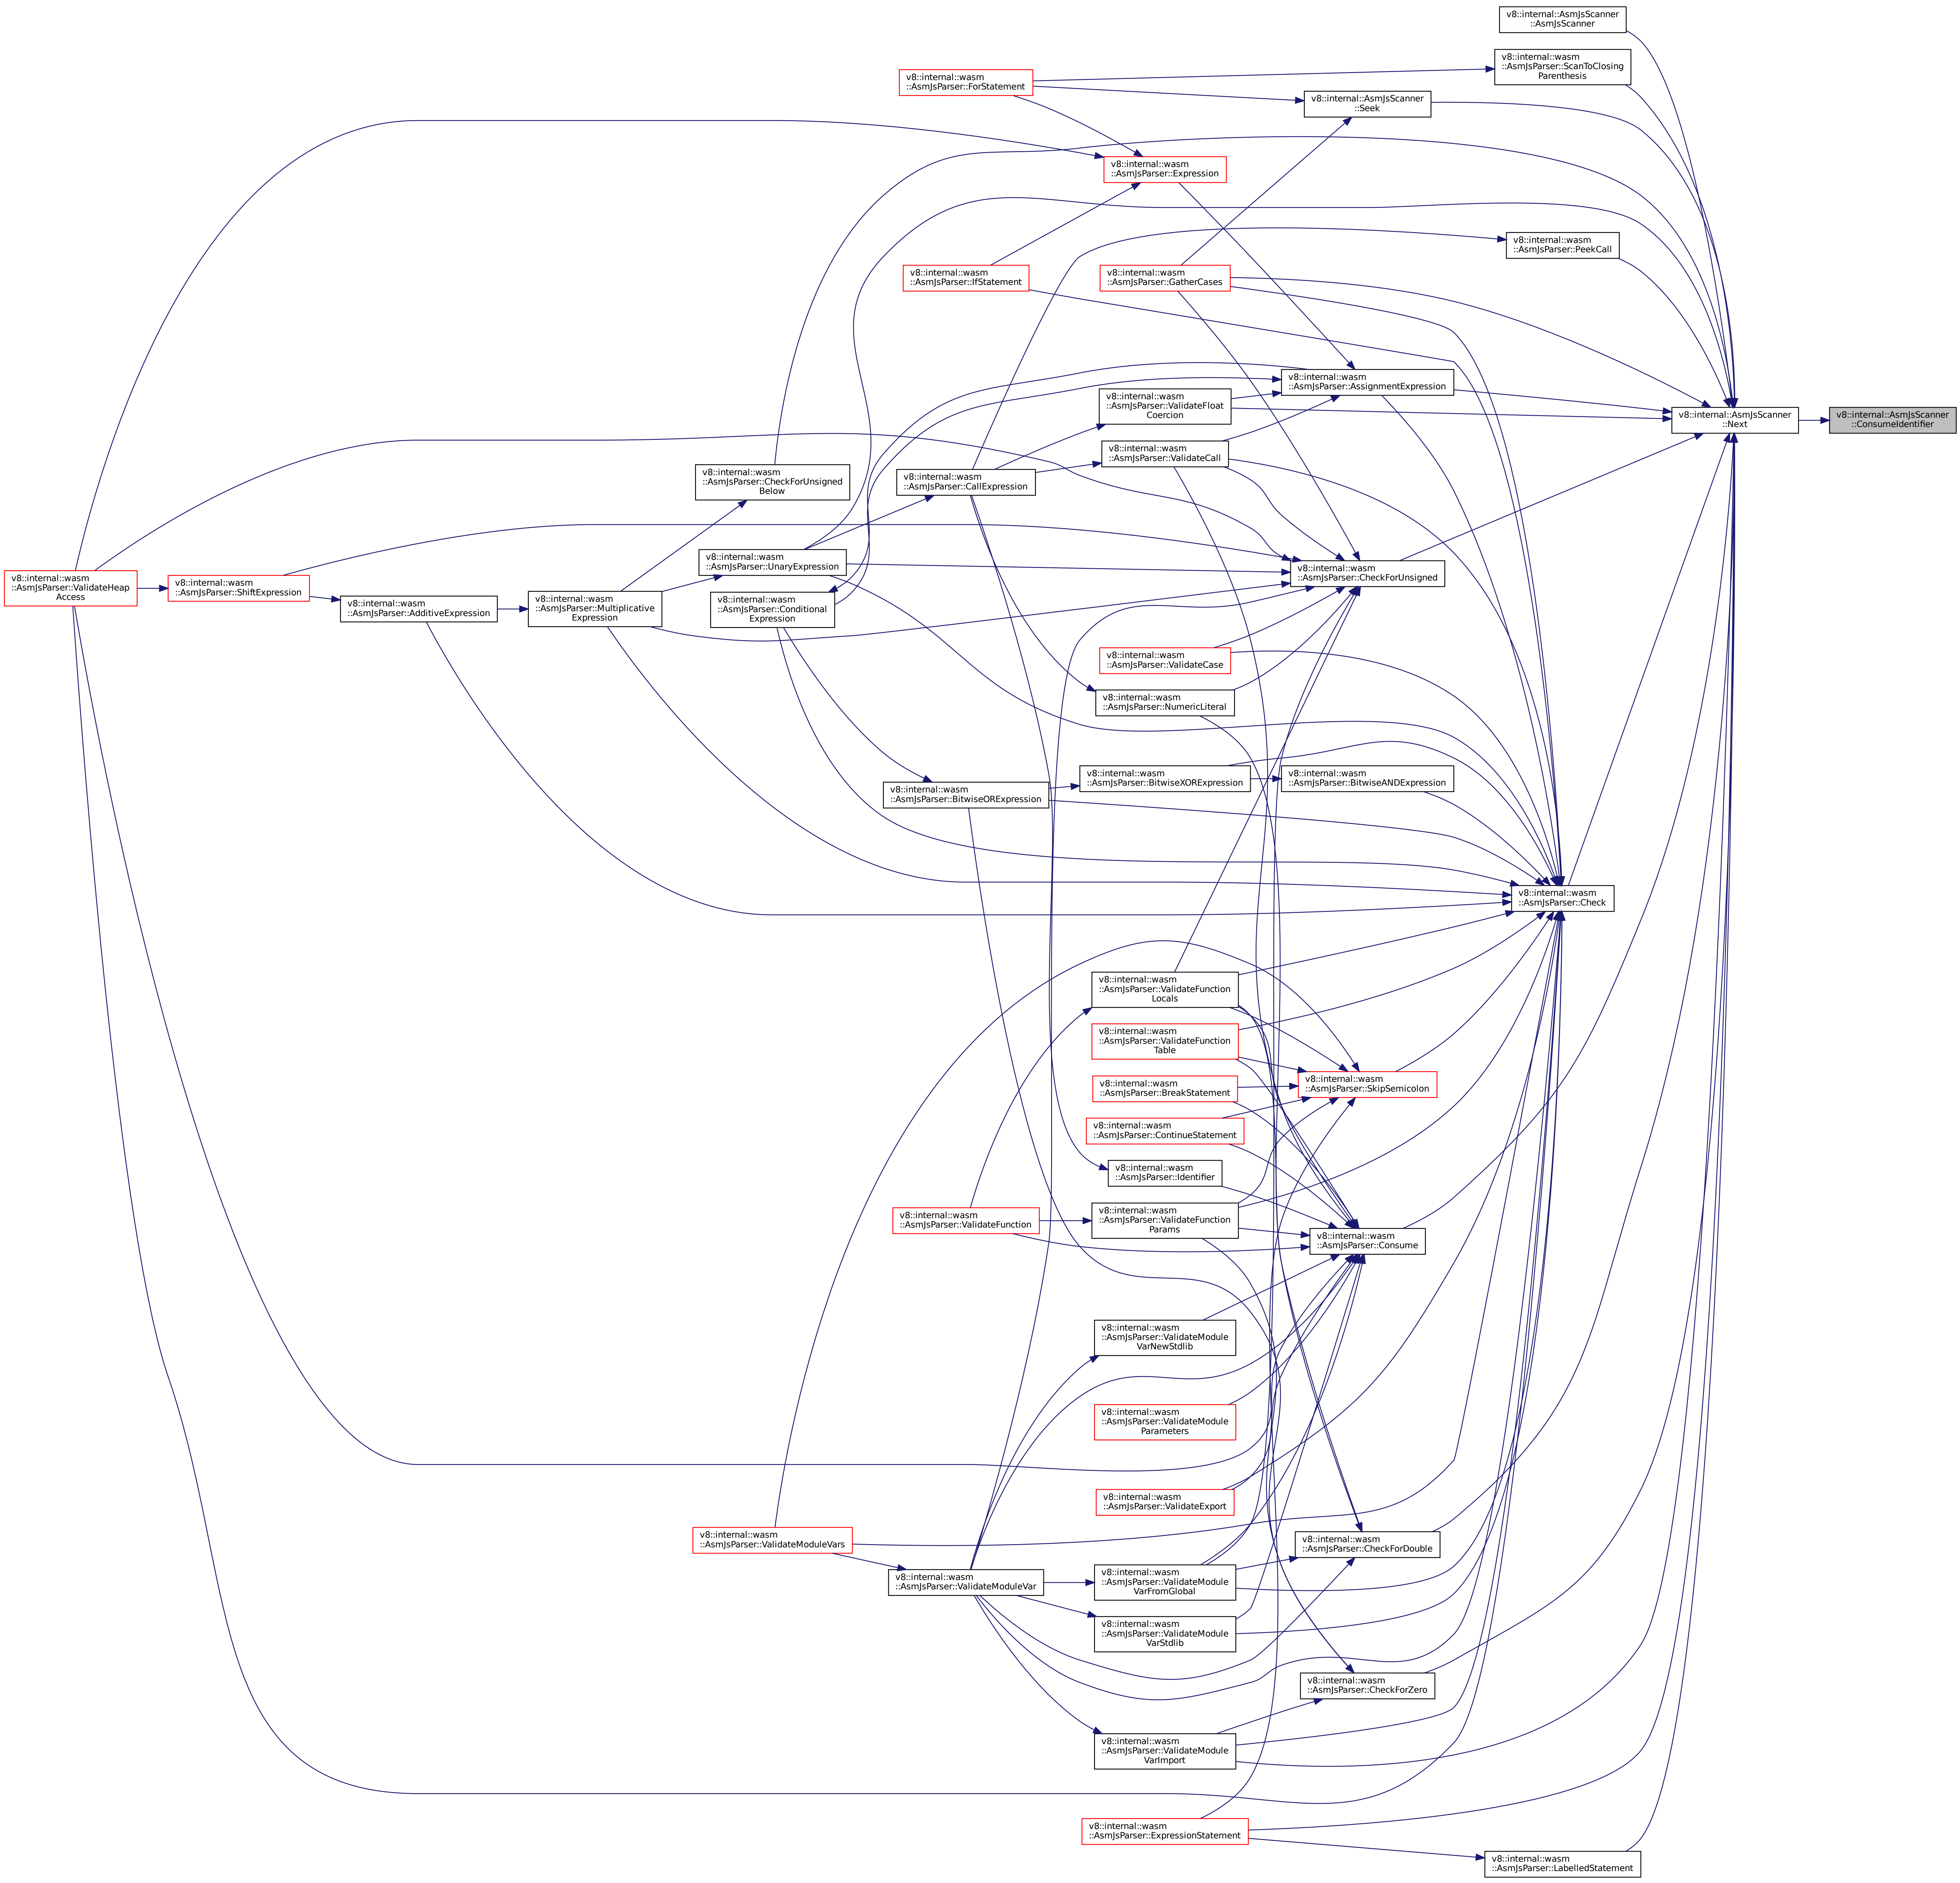 v8::internal::AsmJsScanner
::AsmJsScanner
v8::internal::wasm
::AsmJsParser::ScanToClosing
Parenthesis
v8::internal::wasm
::AsmJsParser::ForStatement
v8::internal::AsmJsScanner
::Seek
v8::internal::wasm
::AsmJsParser::Expression
v8::internal::wasm
::AsmJsParser::PeekCall
v8::internal::wasm
::AsmJsParser::IfStatement
v8::internal::wasm
::AsmJsParser::GatherCases
v8::internal::wasm
::AsmJsParser::AssignmentExpression
v8::internal::wasm
::AsmJsParser::ValidateFloat
Coercion
v8::internal::AsmJsScanner
::Next
v8::internal::AsmJsScanner
::ConsumeIdentifier
v8::internal::wasm
::AsmJsParser::ValidateCall
v8::internal::wasm
::AsmJsParser::CheckForUnsigned
Below
v8::internal::wasm
::AsmJsParser::CallExpression
v8::internal::wasm
::AsmJsParser::UnaryExpression
v8::internal::wasm
::AsmJsParser::CheckForUnsigned
v8::internal::wasm
::AsmJsParser::ValidateHeap
Access
v8::internal::wasm
::AsmJsParser::ShiftExpression
v8::internal::wasm
::AsmJsParser::AdditiveExpression
v8::internal::wasm
::AsmJsParser::Multiplicative
Expression
v8::internal::wasm
::AsmJsParser::Conditional
Expression
v8::internal::wasm
::AsmJsParser::ValidateCase
v8::internal::wasm
::AsmJsParser::NumericLiteral
v8::internal::wasm
::AsmJsParser::BitwiseORExpression
v8::internal::wasm
::AsmJsParser::BitwiseXORExpression
v8::internal::wasm
::AsmJsParser::BitwiseANDExpression
v8::internal::wasm
::AsmJsParser::Check
v8::internal::wasm
::AsmJsParser::ValidateFunction
Locals
v8::internal::wasm
::AsmJsParser::ValidateFunction
Table
v8::internal::wasm
::AsmJsParser::SkipSemicolon
v8::internal::wasm
::AsmJsParser::BreakStatement
v8::internal::wasm
::AsmJsParser::ContinueStatement
v8::internal::wasm
::AsmJsParser::Identifier
v8::internal::wasm
::AsmJsParser::ValidateFunction
v8::internal::wasm
::AsmJsParser::ValidateFunction
Params
v8::internal::wasm
::AsmJsParser::Consume
v8::internal::wasm
::AsmJsParser::ValidateModule
VarNewStdlib
v8::internal::wasm
::AsmJsParser::ValidateModule
Parameters
v8::internal::wasm
::AsmJsParser::ValidateExport
v8::internal::wasm
::AsmJsParser::ValidateModuleVars
v8::internal::wasm
::AsmJsParser::CheckForDouble
v8::internal::wasm
::AsmJsParser::ValidateModuleVar
v8::internal::wasm
::AsmJsParser::ValidateModule
VarFromGlobal
v8::internal::wasm
::AsmJsParser::ValidateModule
VarStdlib
v8::internal::wasm
::AsmJsParser::CheckForZero
v8::internal::wasm
::AsmJsParser::ValidateModule
VarImport
v8::internal::wasm
::AsmJsParser::ExpressionStatement
v8::internal::wasm
::AsmJsParser::LabelledStatement